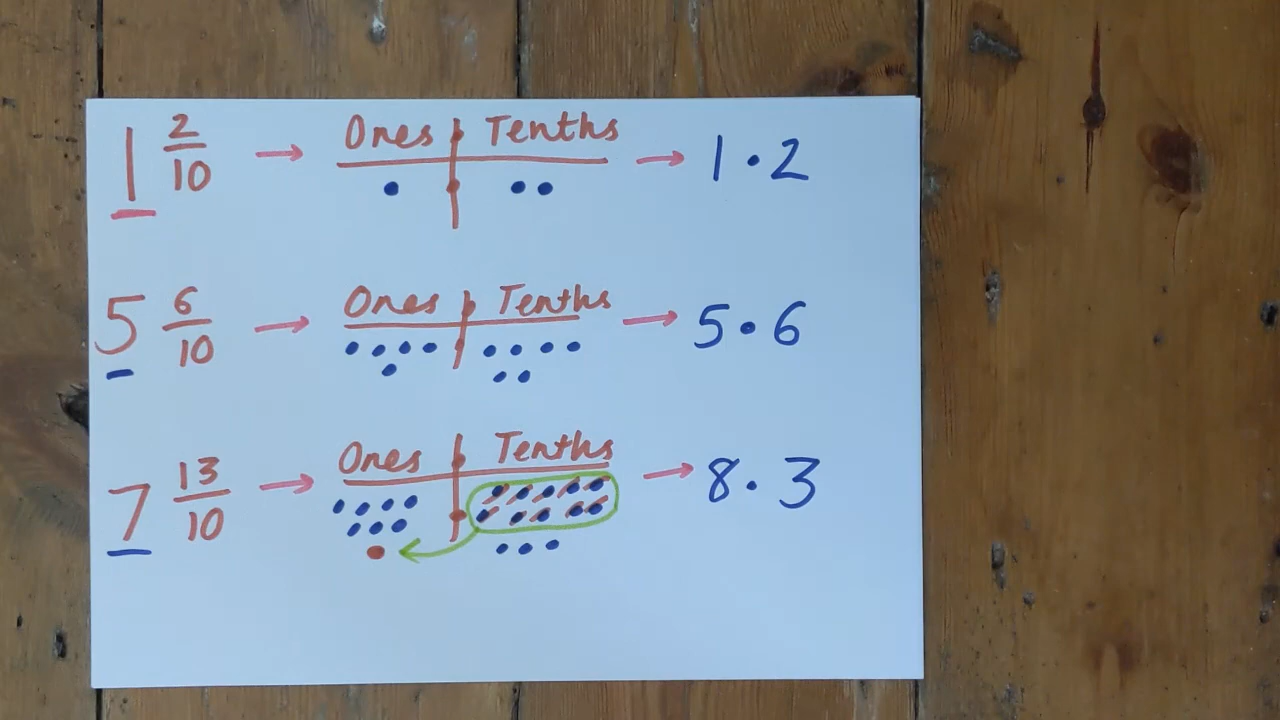 1 2/10 → Ones Tenths → 1·2
5 6/10 → Ones Tenths → 5·6
7 13/10 → Ones Tenths → 8·3